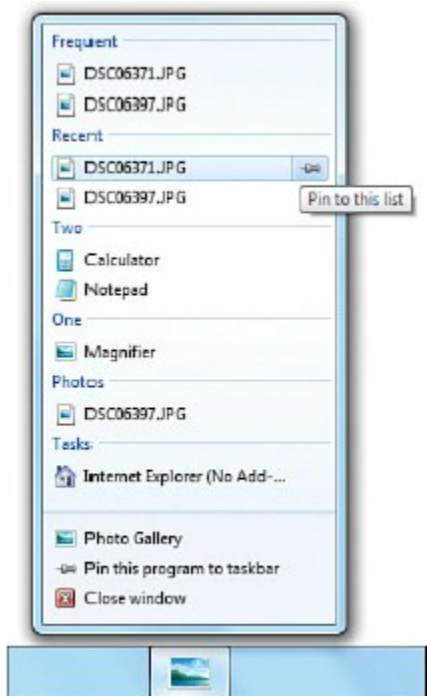 Frequent
DSC06371.JPG
DSC06397.JPG
Recent
DSC06371.JPG
DSC06397.JPG
Pin to this list
Two
Calculator
Notepad
One
Magnifier
Photos
DSC06397.JPG
Tasks
Internet Explorer (No Add-...
Photo Gallery
Pin this program to taskbar
Close window